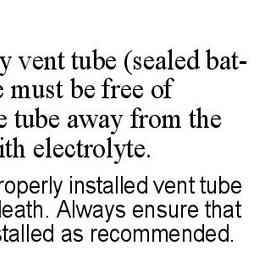 y vent tube (sealed bat-
must be free of
tube away from the
ith electrolyte.
roperly installed vent tube
death. Always ensure that
stalled as recommended.